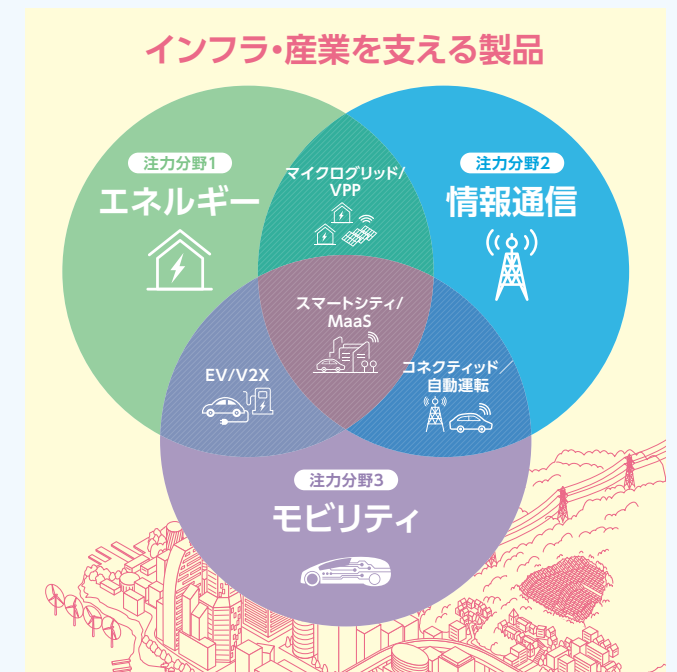 インフラ・産業を支える製品
注力分野1
エネルギー
マイクログリッド/
VPP
注力分野2
情報通信
スマートシティ/
MaaS
EV/V2X
コネクティッド/
自動運転
注力分野3
モビリティ